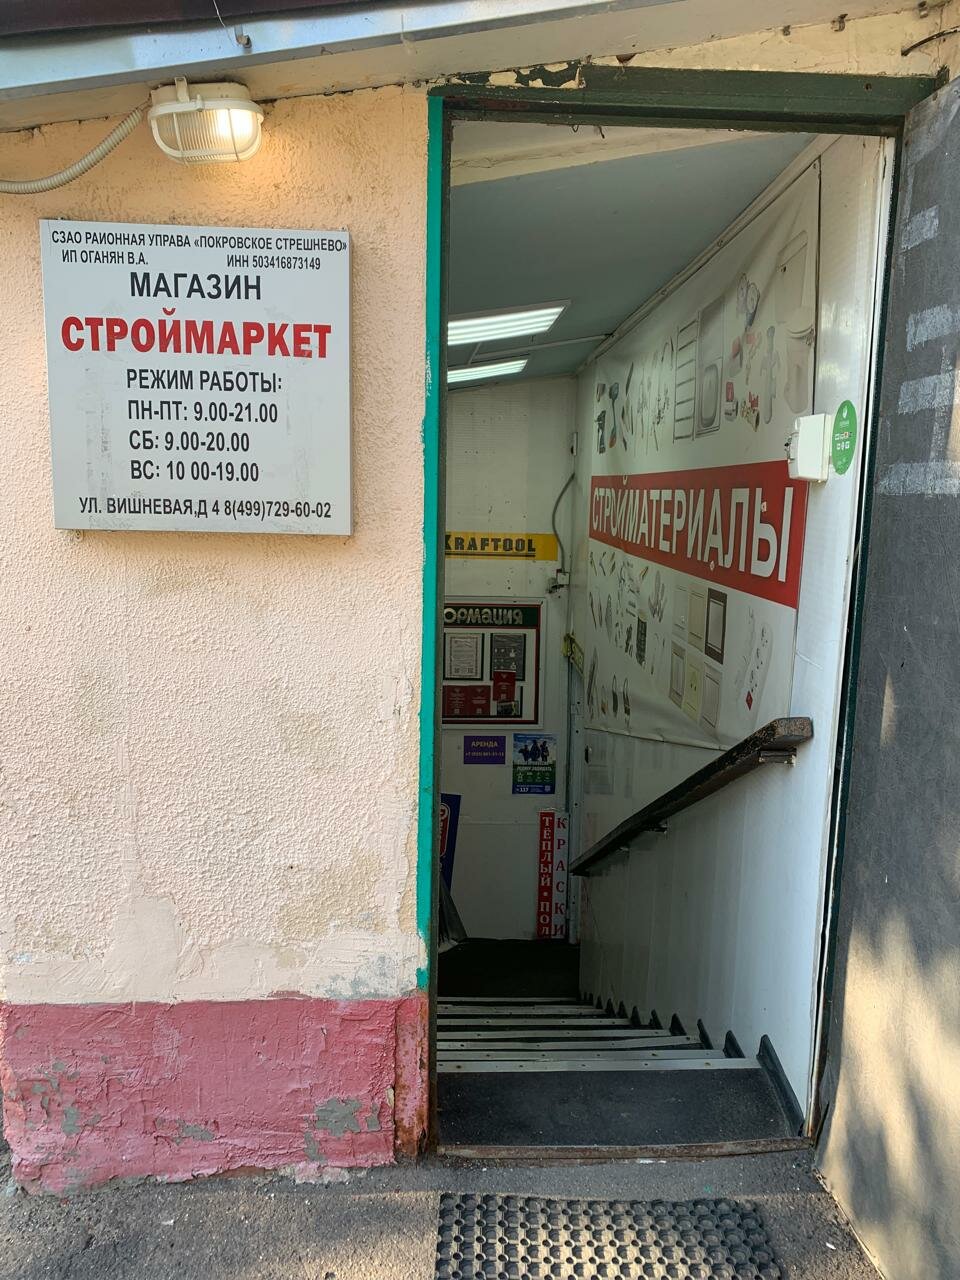 СЗАО РАЙОННАЯ УПРАВА «ПОКРОВСКОЕ СТРЕШНЕВО»
ИП ОГАНЯН В.А. ИНН 503416873149
МАГАЗИН
СТРОЙМАРКЕТ
РЕЖИМ РАБОТЫ:
ПН-ПТ: 9.00-21.00
СБ: 9.00-20.00
ВС: 10 00-19.00
УЛ. ВИШНЕВАЯ,Д 4 8(499)729-60-02
СТРОЙМАТЕРИАЛЫ
KRAFTOOL
ОРМАЦИЯ
АРЕНДА
117
ТЁПЛЫЙ•ПОЛ
КРАСКИ